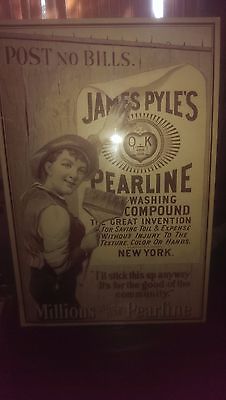 POST NO BILLS.
JAMES PYLE'S
O K
PEARLINE
WASHING
COMPOUND
THE GREAT INVENTION
FOR SAVING TOIL & EXPENSE
WITHOUT INJURY TO THE
TEXTURE, COLOR OR HANDS.
NEW YORK.
"I'll stick this up anyway
it's for the good of the
community."
Millions Pearline